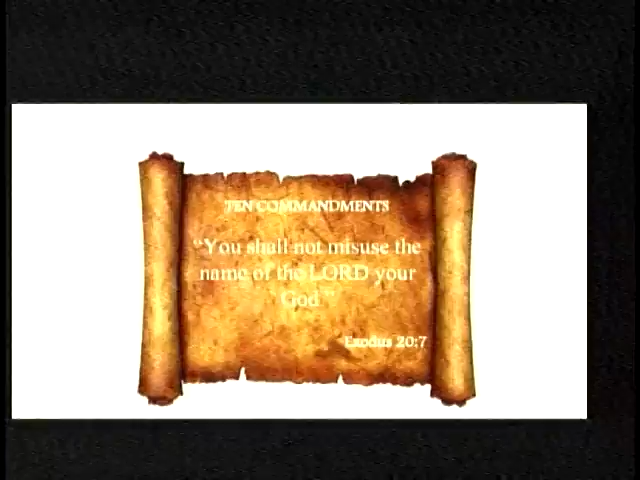 TEN COMMANDMENTS
“You shall not misuse the
name of the LORD your
God.”
Exodus 20:7